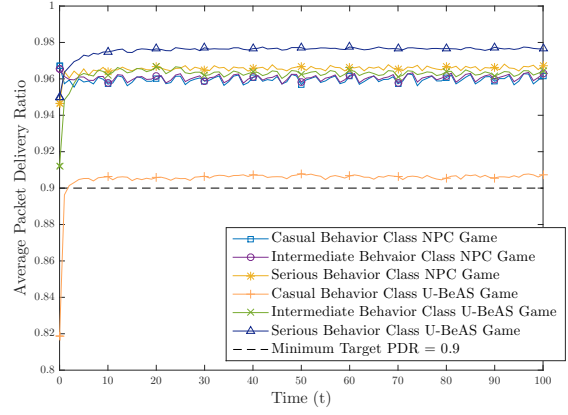 1
0.98
0.96
0.94
0.92
0.9
0.88
0.86
0.84
0.82
0.8
Average Packet Delivery Ratio
Casual Behavior Class NPC Game
Intermediate Behvaior Class NPC Game
Serious Behavior Class NPC Game
Casual Behavior Class U-BeAS Game
Intermediate Behavior Class U-BeAS Game
Serious Behavior Class U-BeAS Game
Minimum Target PDR = 0.9
0 10 20 30 40 50 60 70 80 90 100
Time (t)